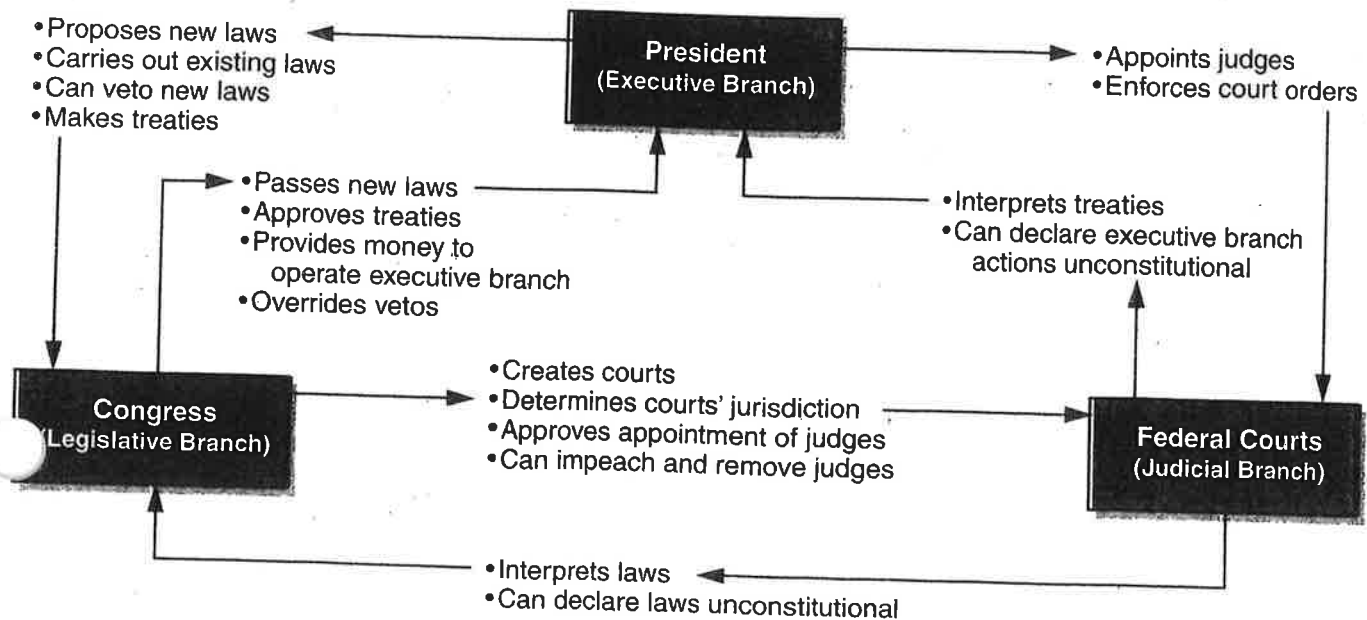 •Proposes new laws
•Carries out existing laws
•Can veto new laws
•Makes treaties
President
(Executive Branch)
•Appoints judges
•Enforces court orders
•Passes new laws
•Approves treaties
•Provides money to
operate executive branch
•Overrides vetos
•Interprets treaties
•Can declare executive branch
actions unconstitutional
Congress
(Legislative Branch)
•Creates courts
•Determines courts' jurisdiction
•Approves appointment of judges
•Can impeach and remove judges
Federal Courts
(Judicial Branch)
•Interprets laws
•Can declare laws unconstitutional